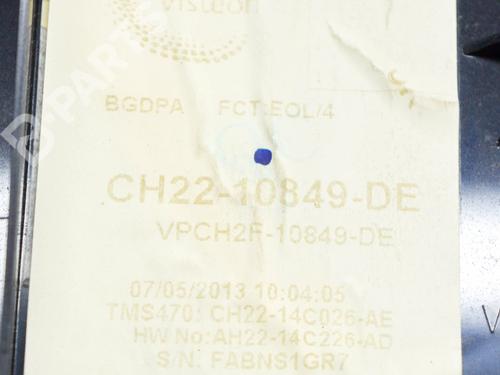 Visteon
BGDPA FCT:EOL/4
CH22-10849-DE
VPCH2F-10849-DE
07/05/2013 10:04:05
TMS470: CH22-14C026-AE
HW No:AH22-14C226-AD
S/N: FABNS1GR7